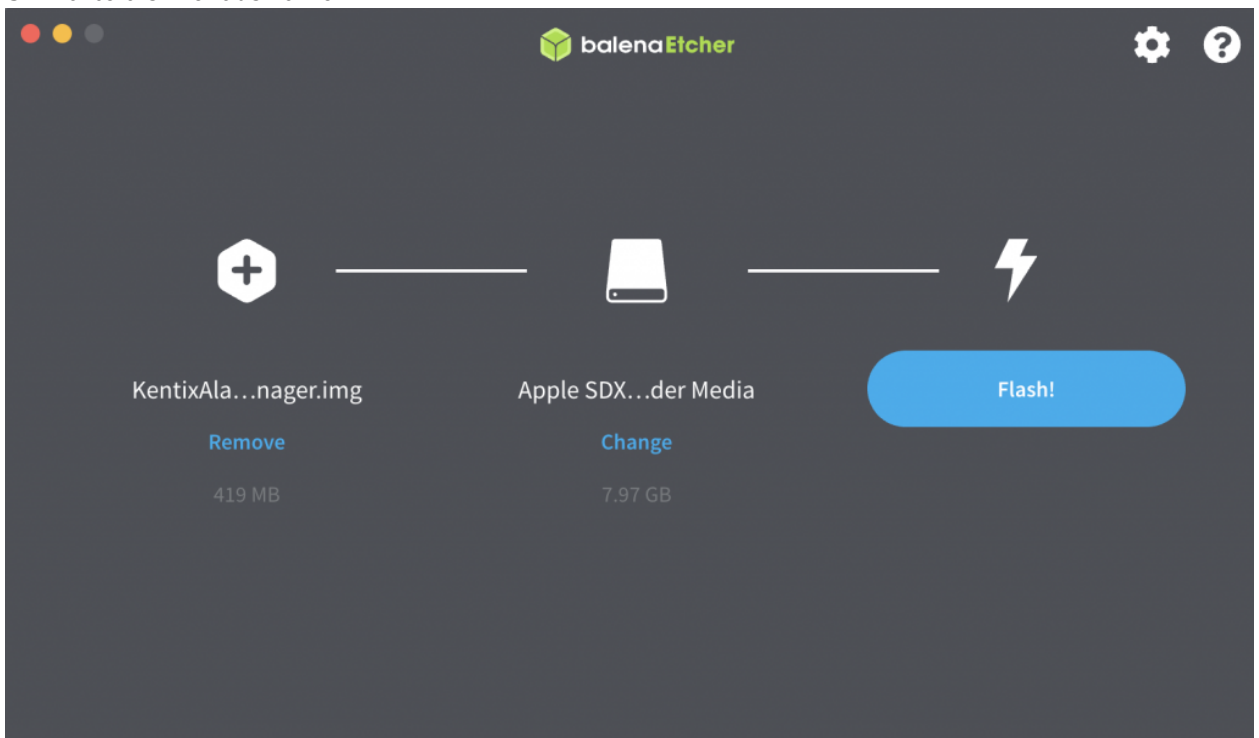 balenaEtcher
KentixAla...nager.img
Apple SDX...der Media
Flash!
Remove
Change
419 MB
7.97 GB